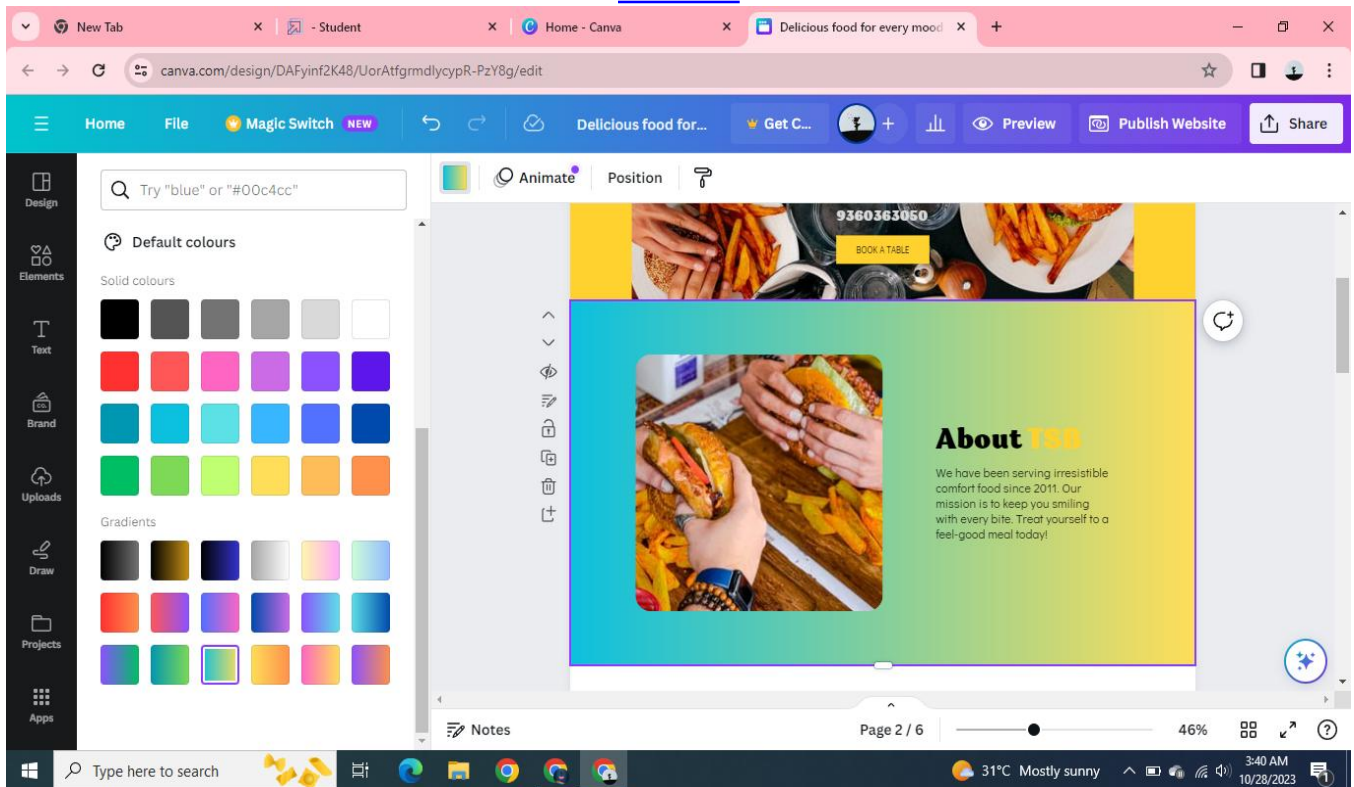 New Tab
- Student
Home - Canva
Delicious food for every mood
canva.com/design/DAFyinf2K48/UorAtfgrmdlycypR-PzY8g/edit
Home File Magic Switch NEW Delicious food for... Get C... Preview Publish Website Share
Design
Elements
Text
Brand
Uploads
Draw
Projects
Apps
Try "blue" or "#00c4cc"
Default colours
Solid colours
Gradients
Animate Position
9360363050
BOOK A TABLE
About TSB
We have been serving irresistible
comfort food since 2011. Our
mission is to keep you smiling
with every bite. Treat yourself to a
feel-good meal today!
Notes Page 2 / 6 46%
Type here to search
31°C Mostly sunny
3:40 AM
10/28/2023
1